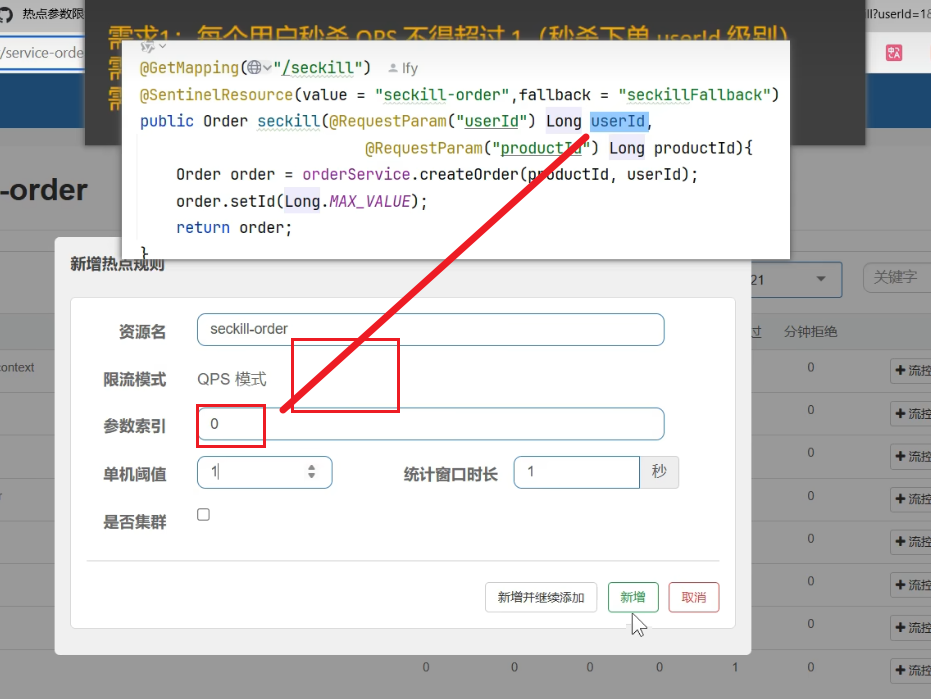 热点参数限
ll?userId=1&
/service-orde
需求1：每个用户秒杀 QPS 不得超过 1（秒杀下单 userId 级别）
需
需
@GetMapping("/seckill") lfy
@SentinelResource(value = "seckill-order",fallback = "seckillFallback")
public Order seckill(@RequestParam("userId") Long userId,
@RequestParam("productId") Long productId){
Order order = orderService.createOrder(productId, userId);
order.setId(Long.MAX_VALUE);
return order;
}
-order
新增热点规则
21
关键字
资源名 seckill-order
过 分钟拒绝
context 0 流控
限流模式 QPS 模式
0 流控
参数索引 0
0 流控
单机阈值 1 统计窗口时长 1 秒
r 0 流控
是否集群
0 流控
0 流控
新增并继续添加 新增 取消
0 流控
0 0 0 0 1 0 流控